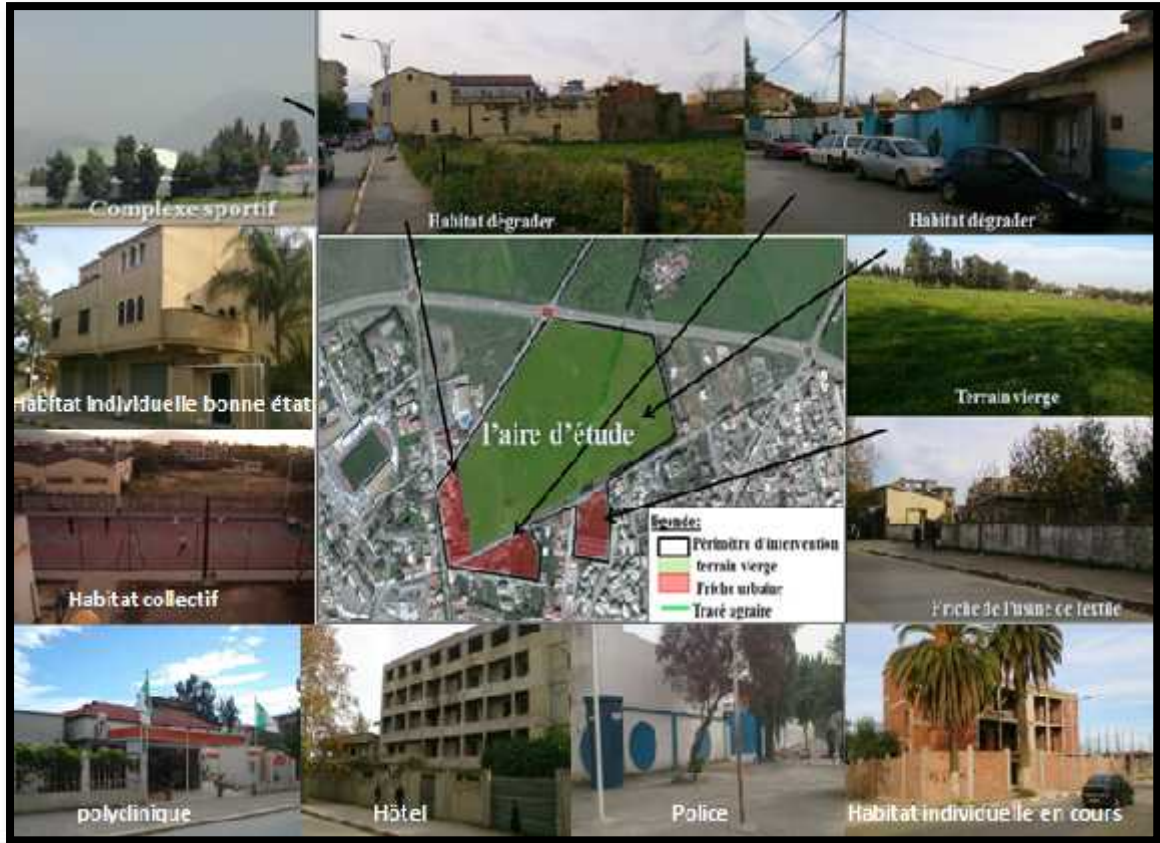 Complexe sportif
Habitat dégrader
Habitat dégrader
Habitat individuelle bonne état
Terrain vierge
l'aire d'étude
légende:
Périmètre d'intervention
terrain vierge
Friche urbaine
Tracé agraire
Habitat collectif
Friche de l'usine de textile
polyclinique
Hôtel
Police
Habitat individuelle en cours